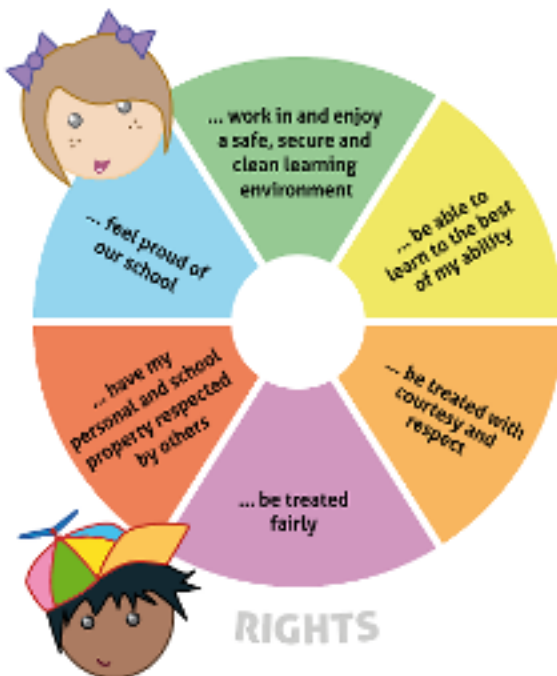 ... work in and enjoy
a safe, secure and
clean learning
environment
... be able to
learn to the best
of my ability
... be treated with
courtesy and
respect
... be treated
fairly
... have my
personal and school
property respected
by others
... feel proud of
our school
RIGHTS